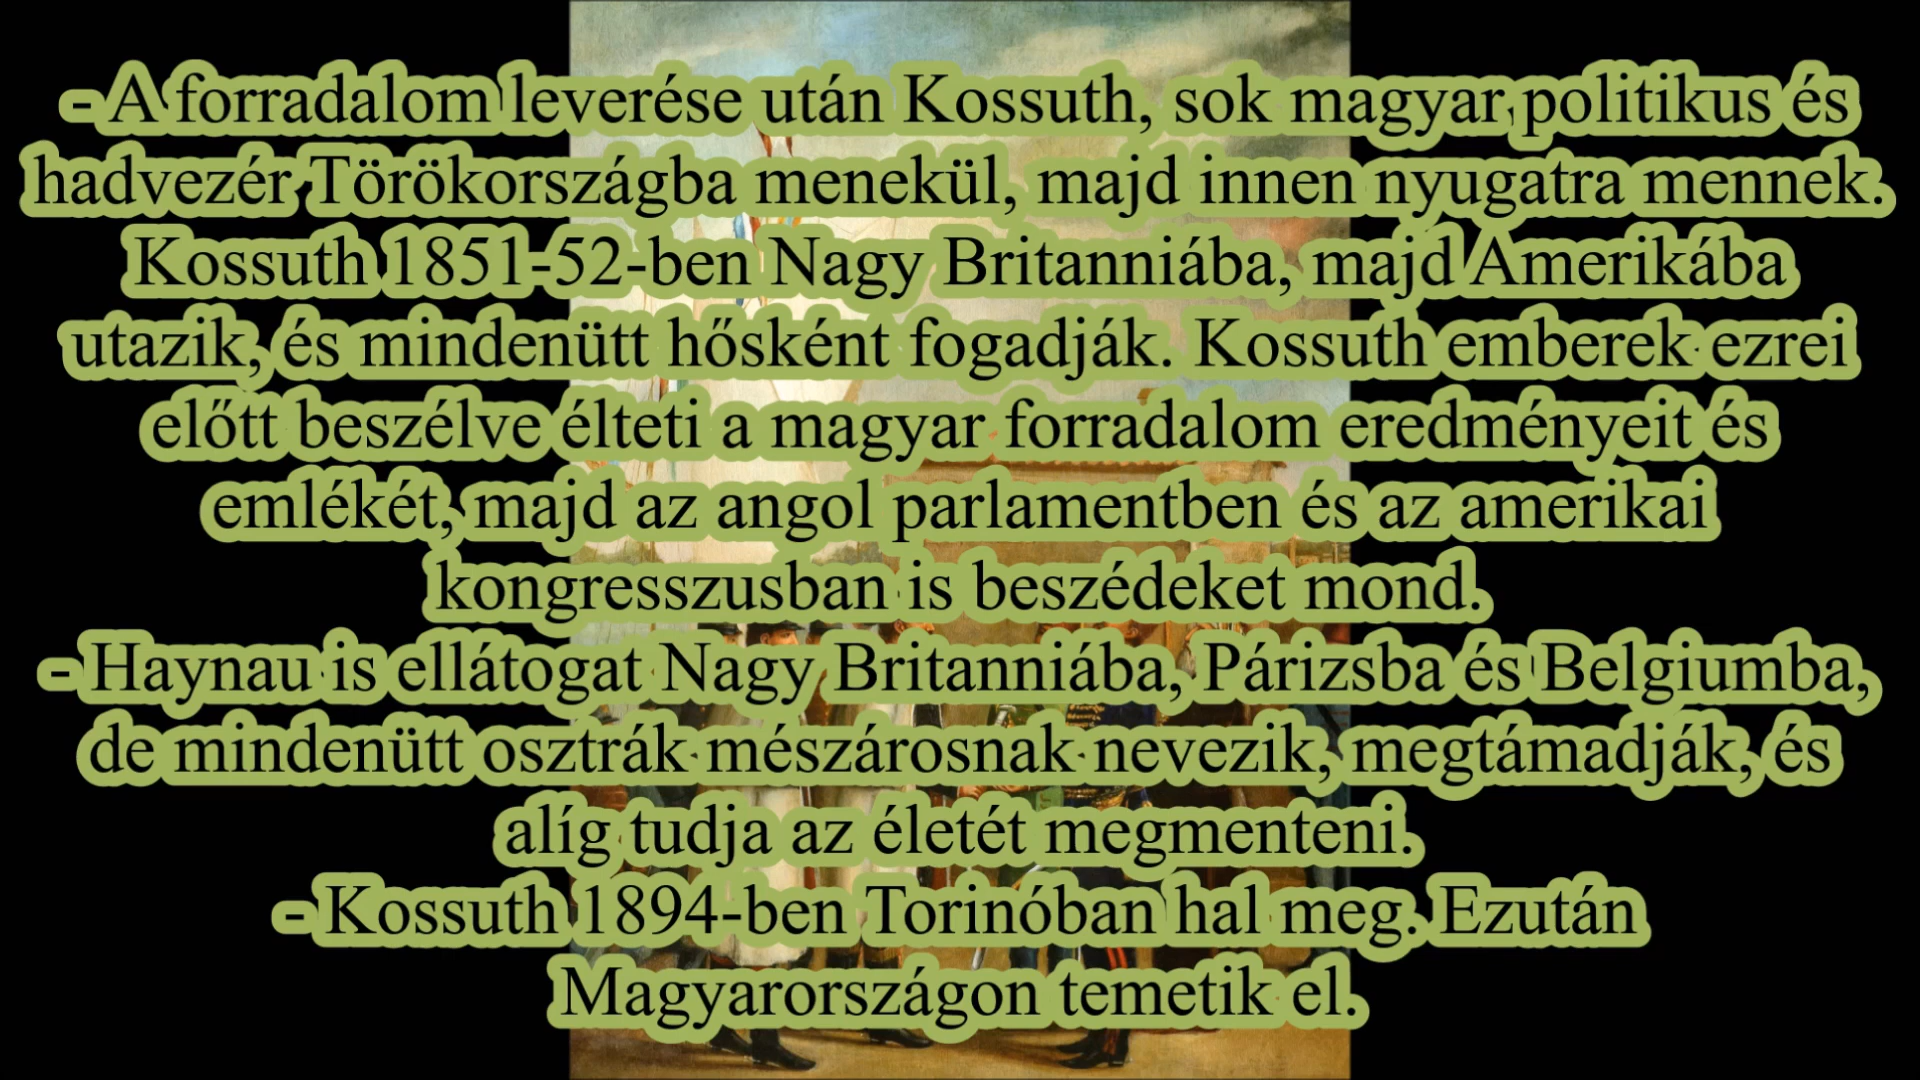 - A forradalom leverése után Kossuth, sok magyar politikus és
hadvezér Törökországba menekül, majd innen nyugatra mennek.
Kossuth 1851-52-ben Nagy Britanniába, majd Amerikába
utazik, és mindenütt hősként fogadják. Kossuth emberek ezrei
előtt beszélve élteti a magyar forradalom eredményeit és
emlékét, majd az angol parlamentben és az amerikai
kongresszusban is beszédeket mond.
- Haynau is ellátogat Nagy Britanniába, Párizsba és Belgiumba,
de mindenütt osztrák mészárosnak nevezik, megtámadják, és
alíg tudja az életét megmenteni.
- Kossuth 1894-ben Torinóban hal meg. Ezután
Magyarországon temetik el.